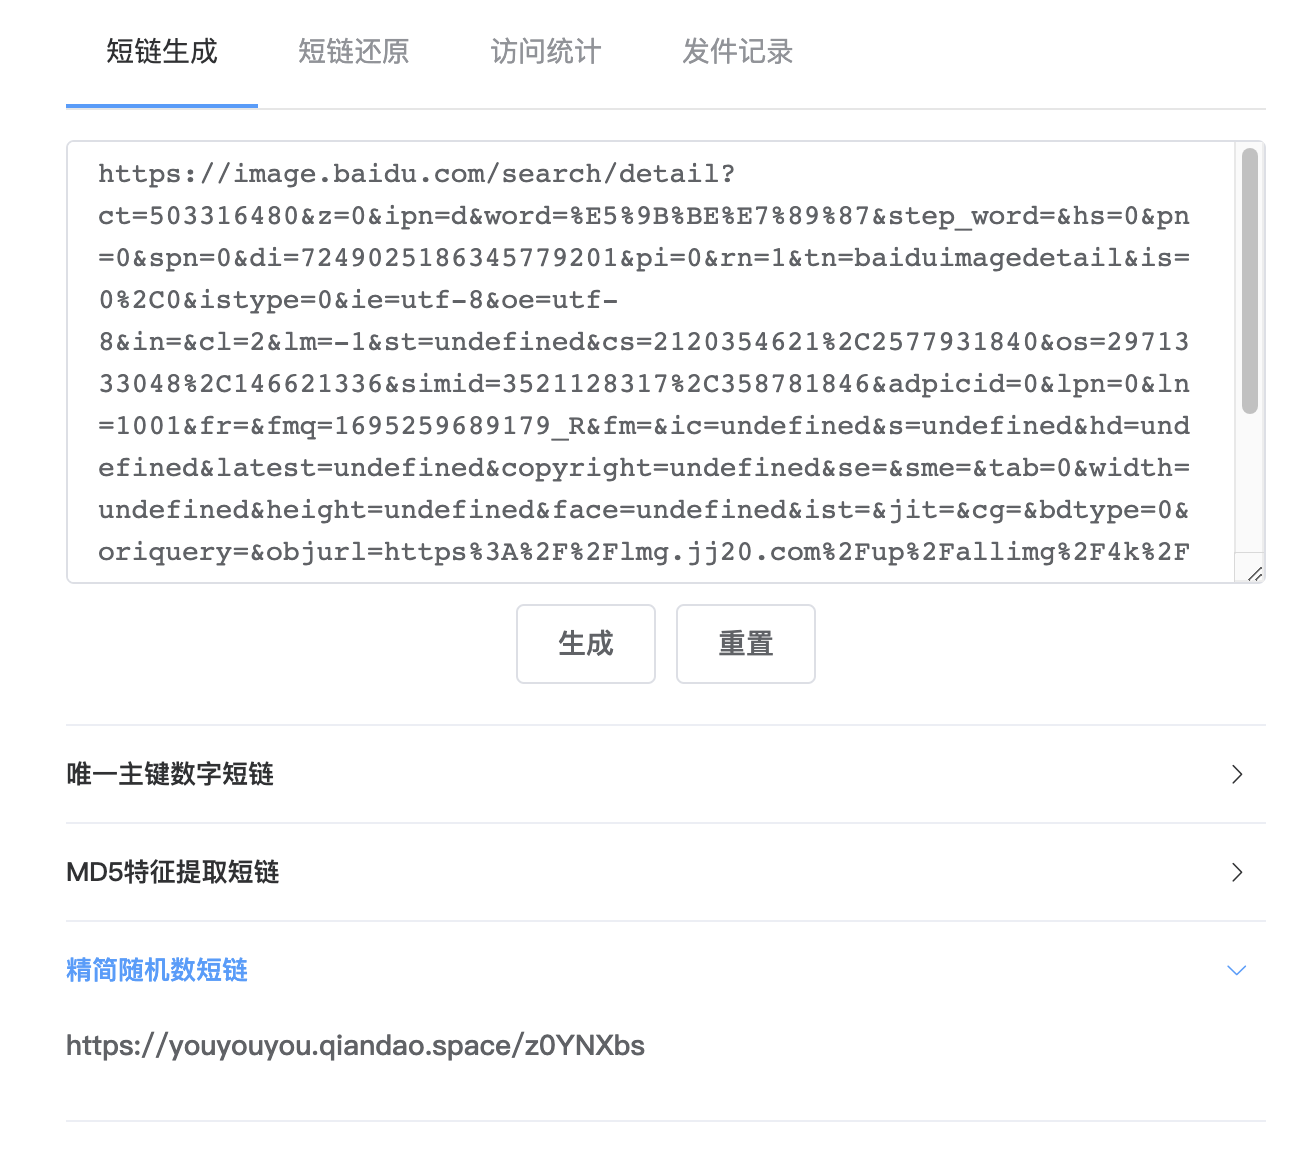 短链生成 短链还原 访问统计 发件记录
https://image.baidu.com/search/detail?
ct=503316480&z=0&ipn=d&word=%E5%9B%BE%E7%89%87&step_word=&hs=0&pn
=0&spn=0&di=7249025186345779201&pi=0&rn=1&tn=baiduimagedetail&is=
0%2C0&istype=0&ie=utf-8&oe=utf-
8&in=&cl=2&lm=-1&st=undefined&cs=2120354621%2C2577931840&os=29713
33048%2C146621336&simid=3521128317%2C358781846&adpicid=0&lpn=0&ln
=1001&fr=&fmq=1695259689179_R&fm=&ic=undefined&s=undefined&hd=und
efined&latest=undefined&copyright=undefined&se=&sme=&tab=0&width=
undefined&height=undefined&face=undefined&ist=&jit=&cg=&bdtype=0&
oriquery=&objurl=https%3A%2F%2Flmg.jj20.com%2Fup%2Fallimg%2F4k%2F
生成 重置
唯一主键数字短链
MD5特征提取短链
精简随机数短链
https://youyouyou.qiandao.space/z0YNXbs